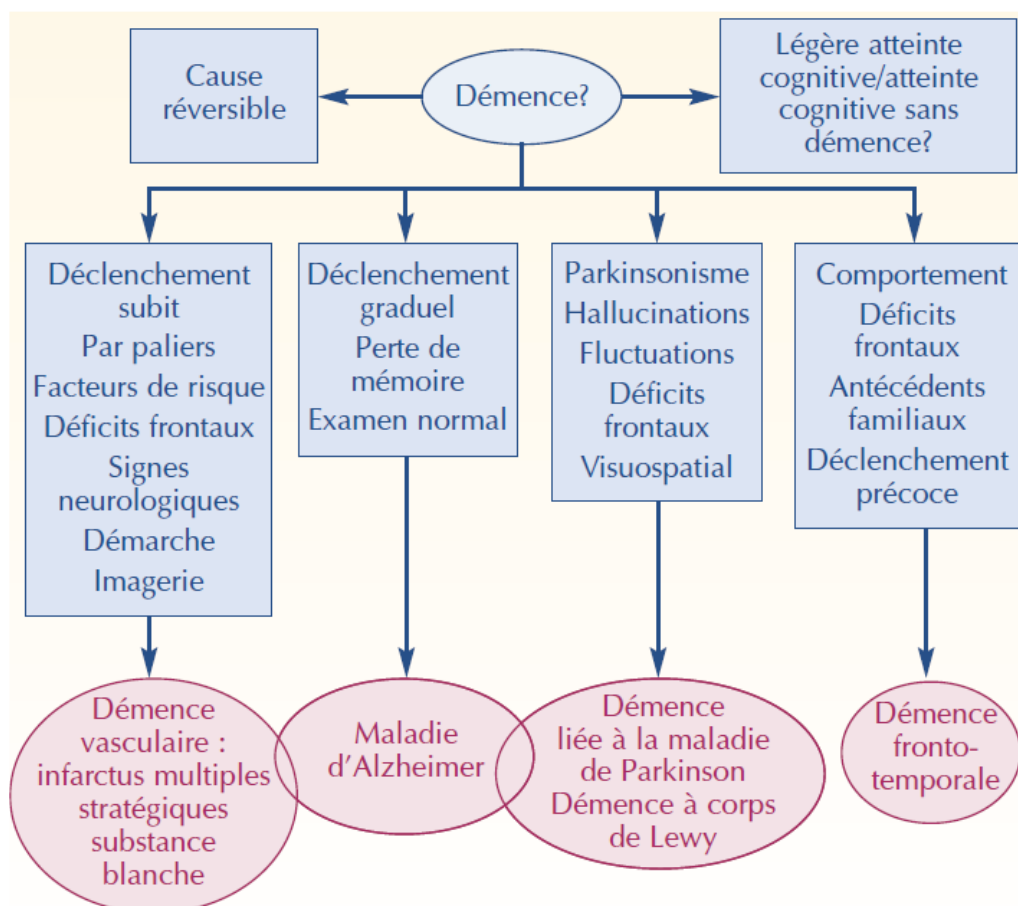 Cause
réversible
Démence?
Légère atteinte
cognitive/atteinte
cognitive sans
démence?
Déclenchement
subit
Par paliers
Facteurs de risque
Déficits frontaux
Signes
neurologiques
Démarche
Imagerie
Déclenchement
graduel
Perte de
mémoire
Examen normal
Parkinsonisme
Hallucinations
Fluctuations
Déficits
frontaux
Visuospatial
Comportement
Déficits
frontaux
Antécédents
familiaux
Déclenchement
précoce
Démence
vasculaire :
infarctus multiples
stratégiques
substance
blanche
Maladie
d'Alzheimer
Démence
liée à la maladie
de Parkinson
Démence à corps
de Lewy
Démence
fronto-
temporale